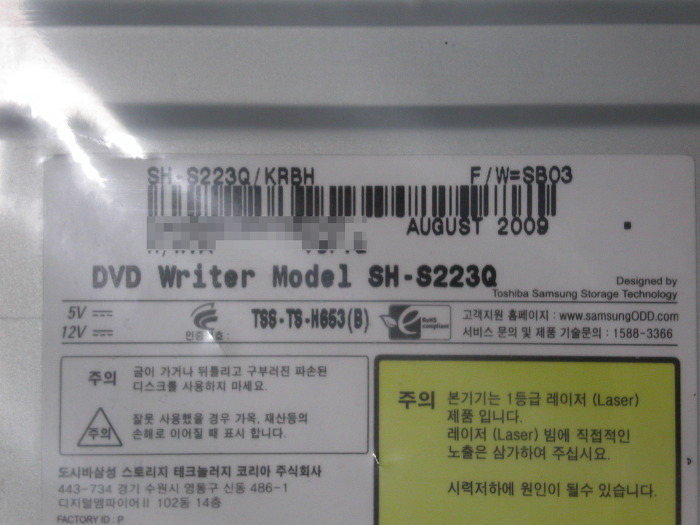 SH-S223Q/KRBH F/W=SB03
AUGUST 2009
DVD Writer Model SH-S223Q
Designed by
Toshiba Samsung Storage Technology
5V
12V
인증번호 :
TSS-TS-H653(B)
RoHS
compliant
고객지원 홈페이지 : www.samsungODD.com
서비스 문의 및 제품 기술문의 : 1588-3366
주의
금이 가거나 뒤틀리고 구부러진 파손된
디스크를 사용하지 마세요.
주의
잘못 사용했을 경우 가옥, 재산등의
손해로 이어질 때 표시 합니다.
도시바삼성 스토리지 테크놀러지 코리아 주식회사
443-734 경기 수원시 영통구 신동 486-1
디지털엠파이어II 102동 14층
FACTORY ID : P
주의
본기기는 1등급 레이저 (Laser)
제품 입니다.
레이저 (Laser) 빔에 직접적인
노출은 삼가하여 주십시요.
시력저하에 원인이 될수 있습니다.